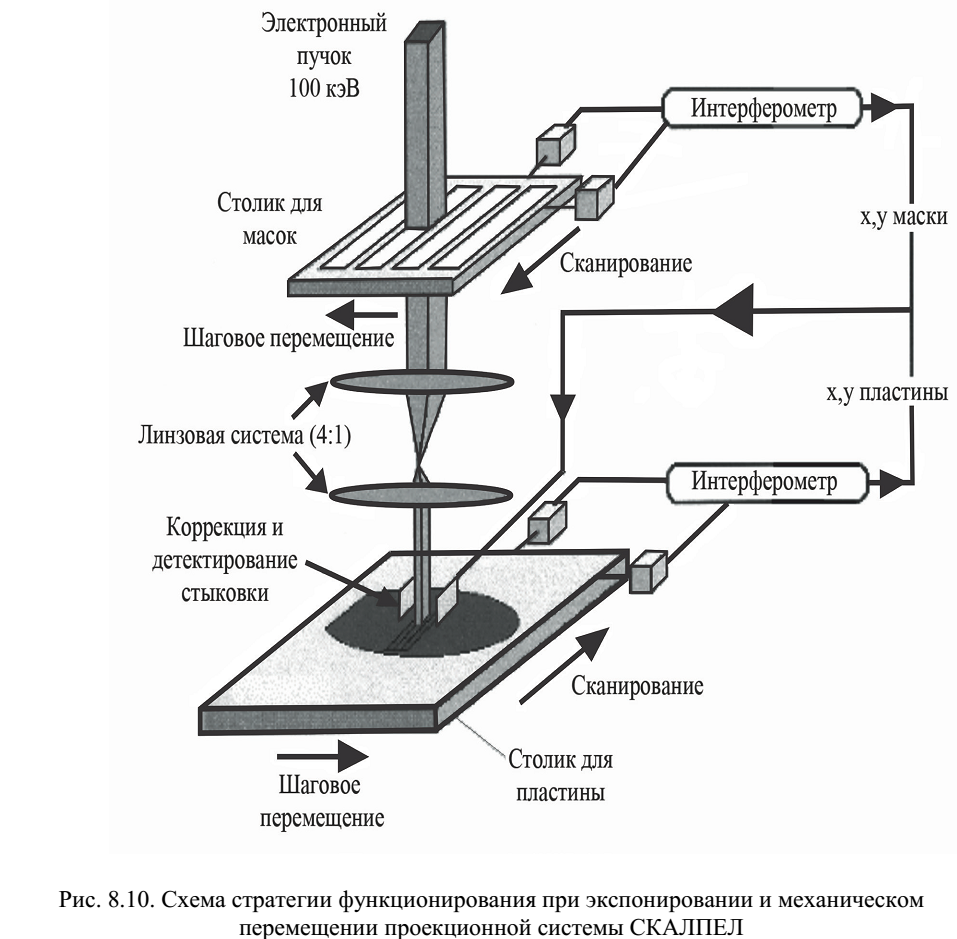 Электронный
пучок
100 кэВ
Интерферометр
Столик для
масок
x,y маски
Сканирование
Шаговое перемещение
x,y пластины
Линзовая система (4:1)
Интерферометр
Коррекция и
детектирование
стыковки
Сканирование
Столик для
пластины
Шаговое
перемещение
Рис. 8.10. Схема стратегии функционирования при экспонировании и механическом
перемещении проекционной системы СКАЛПЕЛ